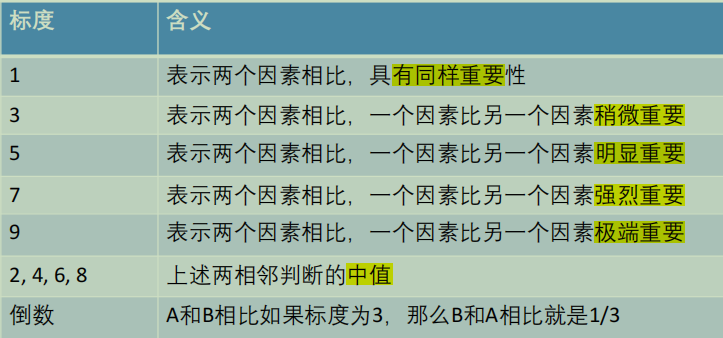 标度 含义
1 表示两个因素相比，具有同样重要性
3 表示两个因素相比，一个因素比另一个因素稍微重要
5 表示两个因素相比，一个因素比另一个因素明显重要
7 表示两个因素相比，一个因素比另一个因素强烈重要
9 表示两个因素相比，一个因素比另一个因素极端重要
2, 4, 6, 8 上述两相邻判断的中值
倒数 A和B相比如果标度为3，那么B和A相比就是1/3